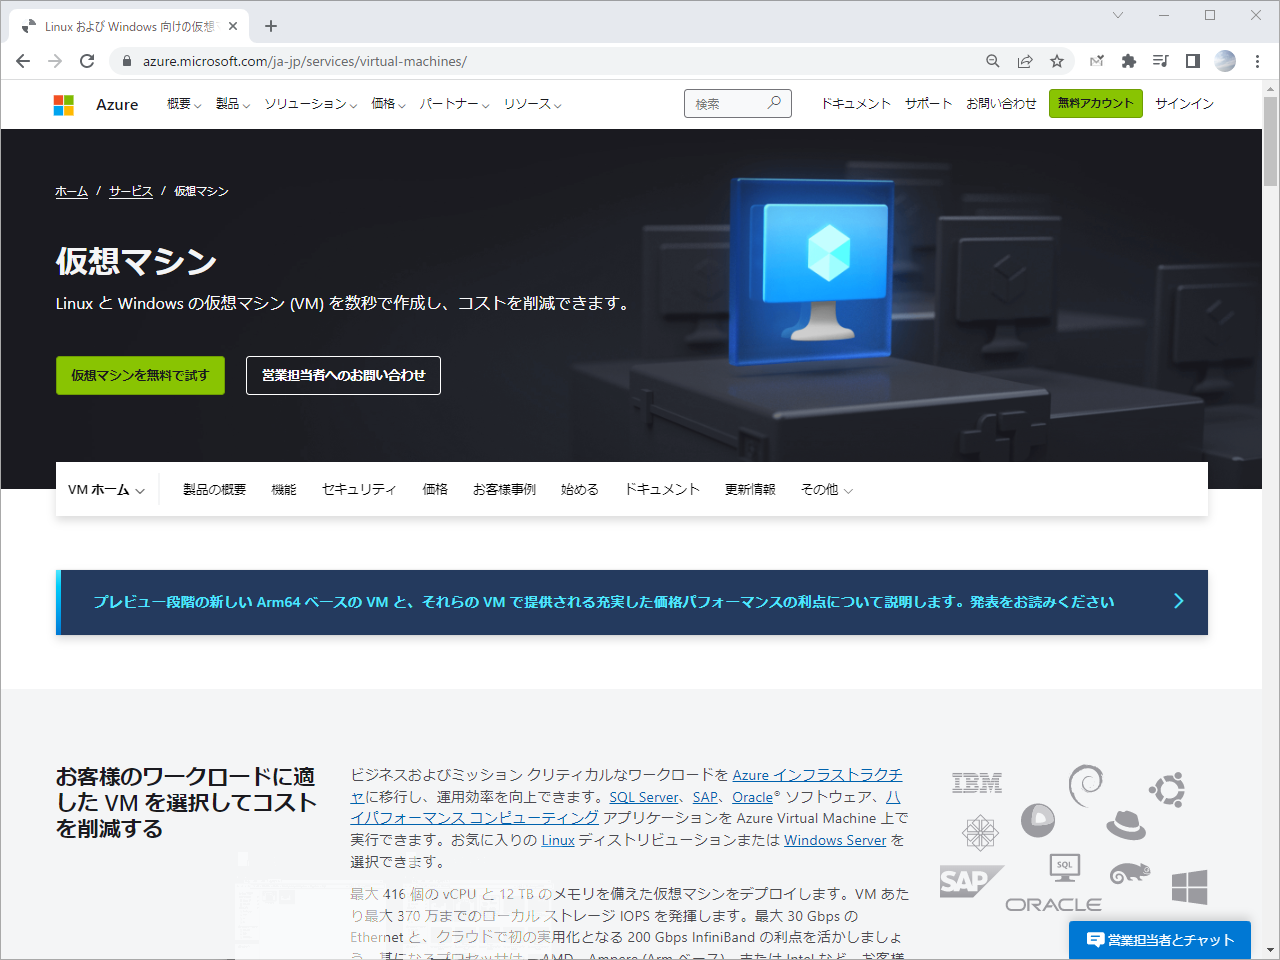 Linux および Windows 向けの仮想
azure.microsoft.com/ja-jp/services/virtual-machines/
Azure 概要 製品 ソリューション 価格 パートナー リソース 検索 ドキュメント サポート お問い合わせ 無料アカウント サインイン
ホーム / サービス / 仮想マシン
仮想マシン
Linux と Windows の仮想マシン (VM) を数秒で作成し、コストを削減できます。
仮想マシンを無料で試す 営業担当者へのお問い合わせ
VM ホーム 製品の概要 機能 セキュリティ 価格 お客様事例 始める ドキュメント 更新情報 その他
プレビュー段階の新しい Arm64 ベースの VM と、それらの VM で提供される充実した価格パフォーマンスの利点について説明します。発表をお読みください
お客様のワークロードに適
した VM を選択してコスト
を削減する
ビジネスおよびミッション クリティカルなワークロードを Azure インフラストラクチ
ャに移行し、運用効率を向上できます。SQL Server、SAP、Oracle® ソフトウェア、ハ
イパフォーマンス コンピューティング アプリケーションを Azure Virtual Machine 上で
実行できます。お気に入りの Linux ディストリビューションまたは Windows Server を
選択できます。
最大 416 個の vCPU と 12 TB のメモリを備えた仮想マシンをデプロイします。VM あた
り最大 370 万までのローカル ストレージ IOPS を発揮します。最大 30 Gbps の
Ethernet と、クラウドで初の実用化となる 200 Gbps InfiniBand の利点を活かしましょ
IBM
SQL
SAP
ORACLE
営業担当者とチャット